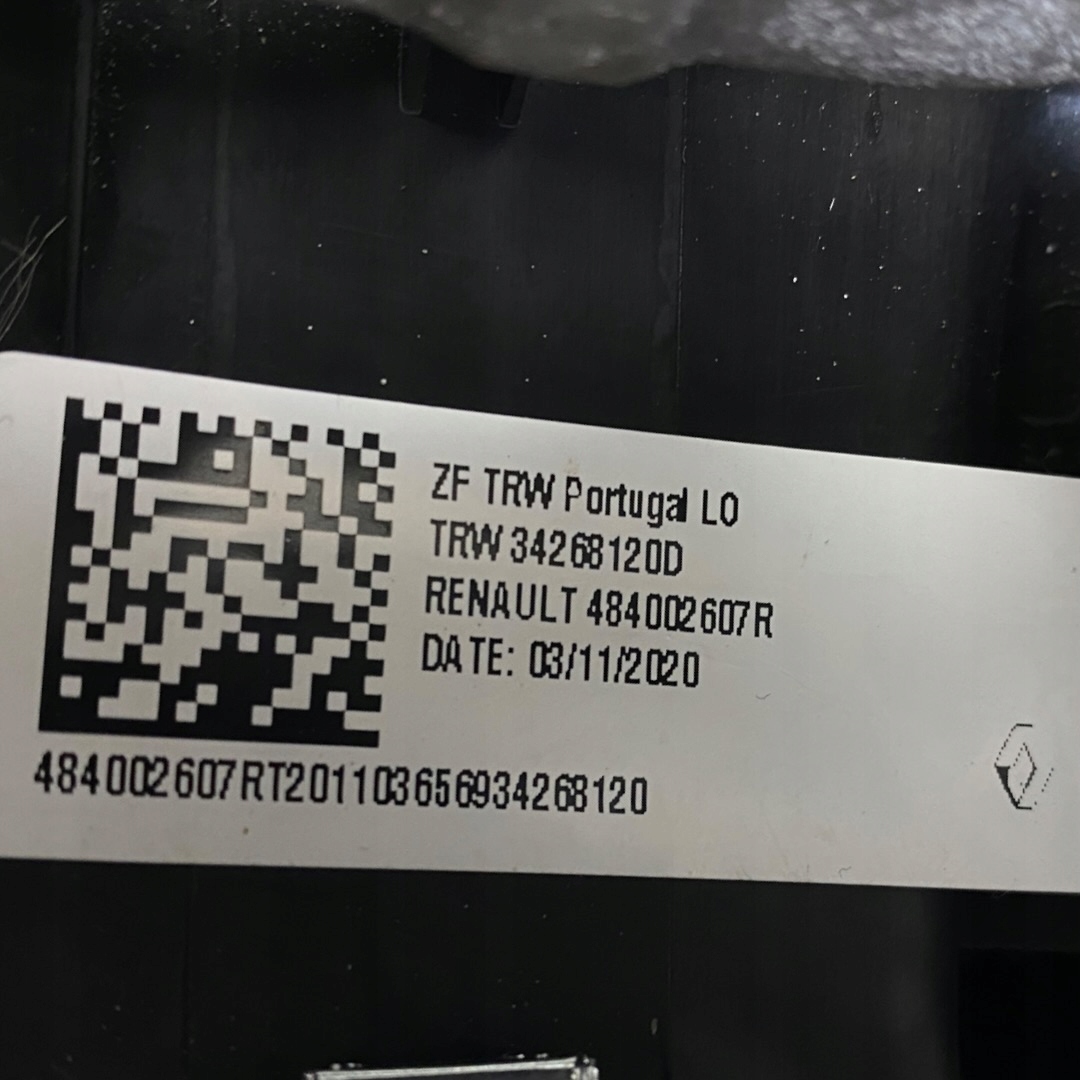 ZF TRW Portugal LO
TRW 34268120D
RENAULT 484002607R
DATE: 03/11/2020
484002607RT201103656934268120